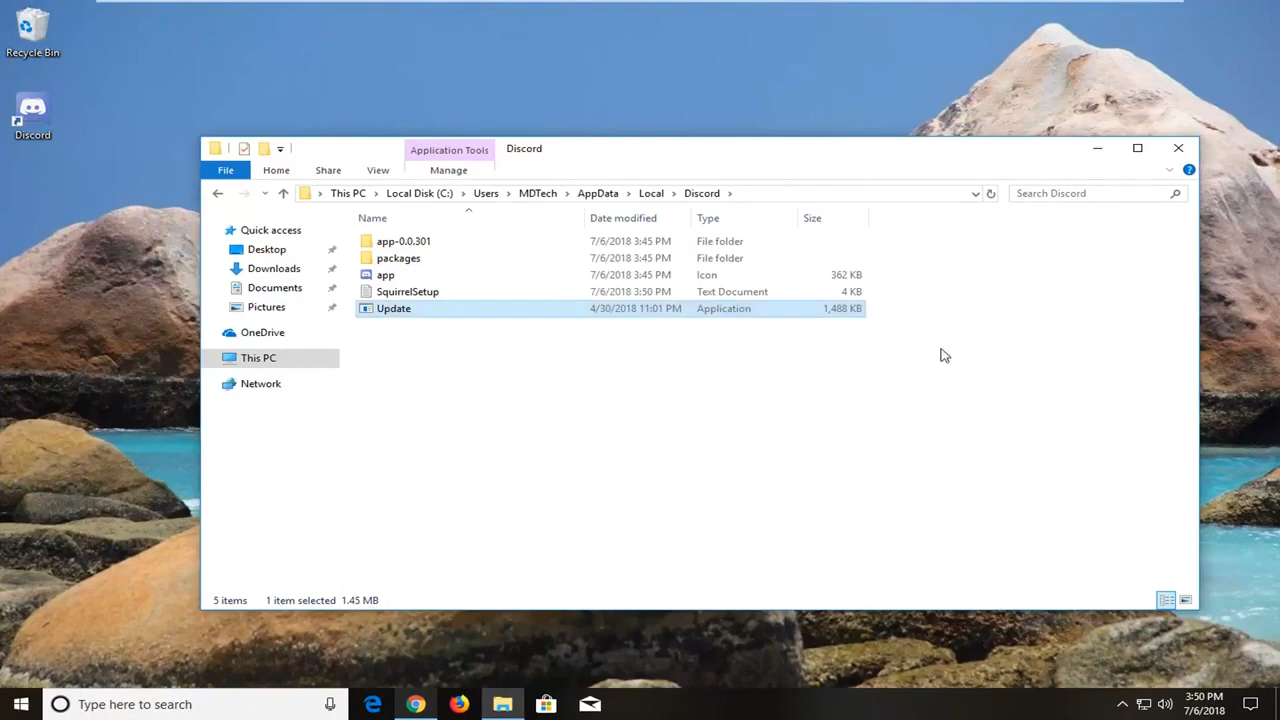 Recycle Bin
Discord
Application Tools
Discord
File
Home
Share
View
Manage
This PC
Local Disk (C:)
Users
MDTech
AppData
Local
Discord
Search Discord
Name
Date modified
Type
Size
Quick access
Desktop
Downloads
Documents
Pictures
OneDrive
This PC
Network
app-0.0.301 7/6/2018 3:45 PM File folder
packages 7/6/2018 3:45 PM File folder
app 7/6/2018 3:45 PM Icon 362 KB
SquirrelSetup 7/6/2018 3:50 PM Text Document 4 KB
Update 4/30/2018 11:01 PM Application 1,488 KB
5 items 1 item selected 1.45 MB
Type here to search
3:50 PM
7/6/2018